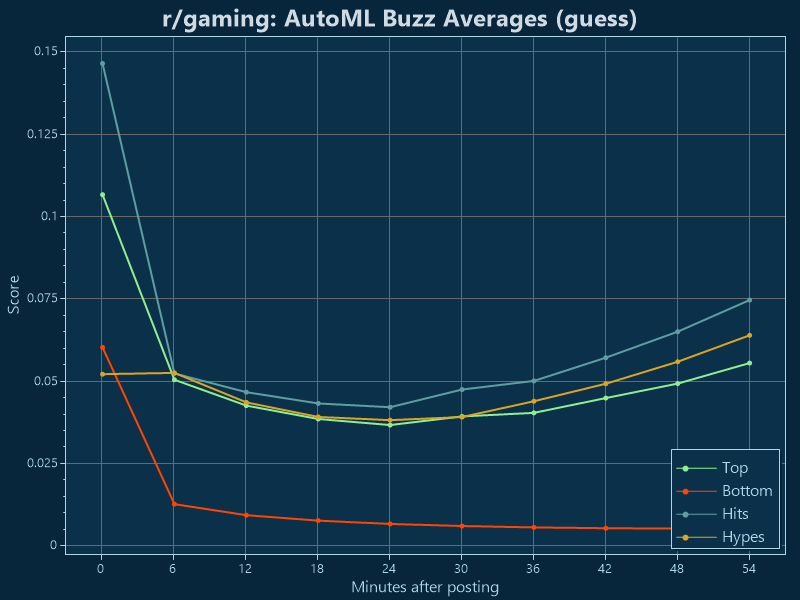 r/gaming: AutoML Buzz Averages (guess)
0.15
0.125
0.1
0.075
0.05
0.025
0
Score
Top
Bottom
Hits
Hypes
0 6 12 18 24 30 36 42 48 54
Minutes after posting